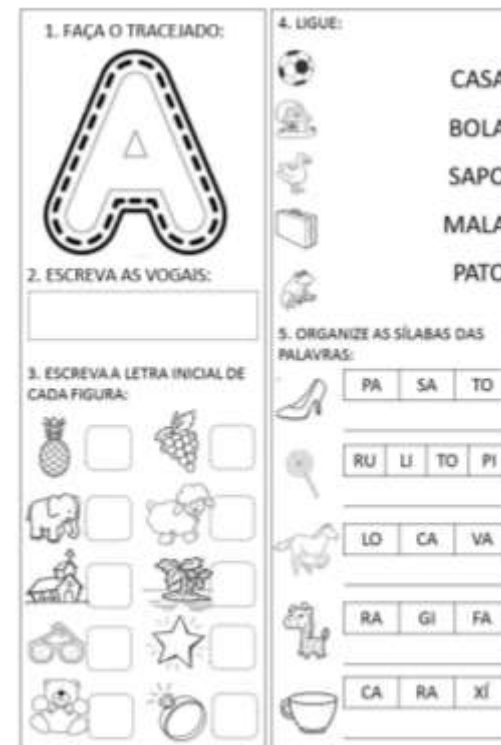 1. FAÇA O TRACEJADO:
2. ESCREVA AS VOGAIS:
3. ESCREVA A LETRA INICIAL DE
CADA FIGURA:
4. LIGUE:
CASA
BOLA
SAPO
MALA
PATO
5. ORGANIZE AS SÍLABAS DAS
PALAVRAS:
PA SA TO
RU LI TO PI
LO CA VA
RA GI FA
CA RA XÍ